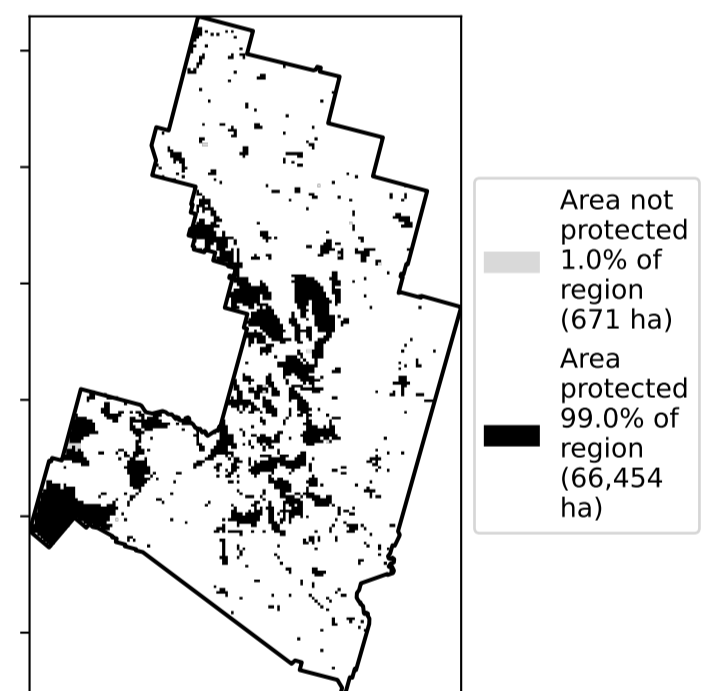 Area not
protected
1.0% of
region
(671 ha)
Area
protected
99.0% of
region
(66,454
ha)